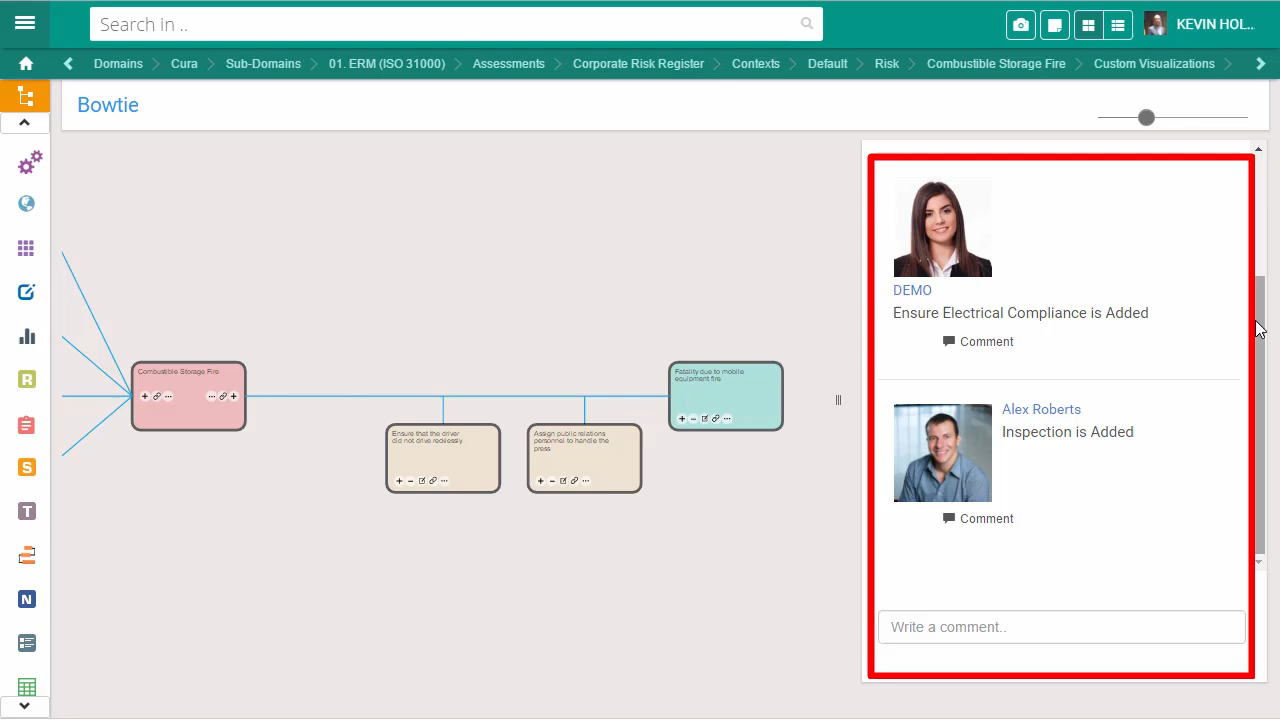 Search in ..
KEVIN HOL...
Domains
Cura
Sub-Domains
01. ERM (ISO 31000)
Assessments
Corporate Risk Register
Contexts
Default
Risk
Combustible Storage Fire
Custom Visualizations
Bowtie
DEMO
Ensure Electrical Compliance is Added
Comment
Alex Roberts
Inspection is Added
Comment
Write a comment..
Combustible Storage Fire
Fatality due to mobile
equipment fire
Ensure that the driver
did not drive recklessly
Assign public relations
personnel to handle the
press
R
S
T
N